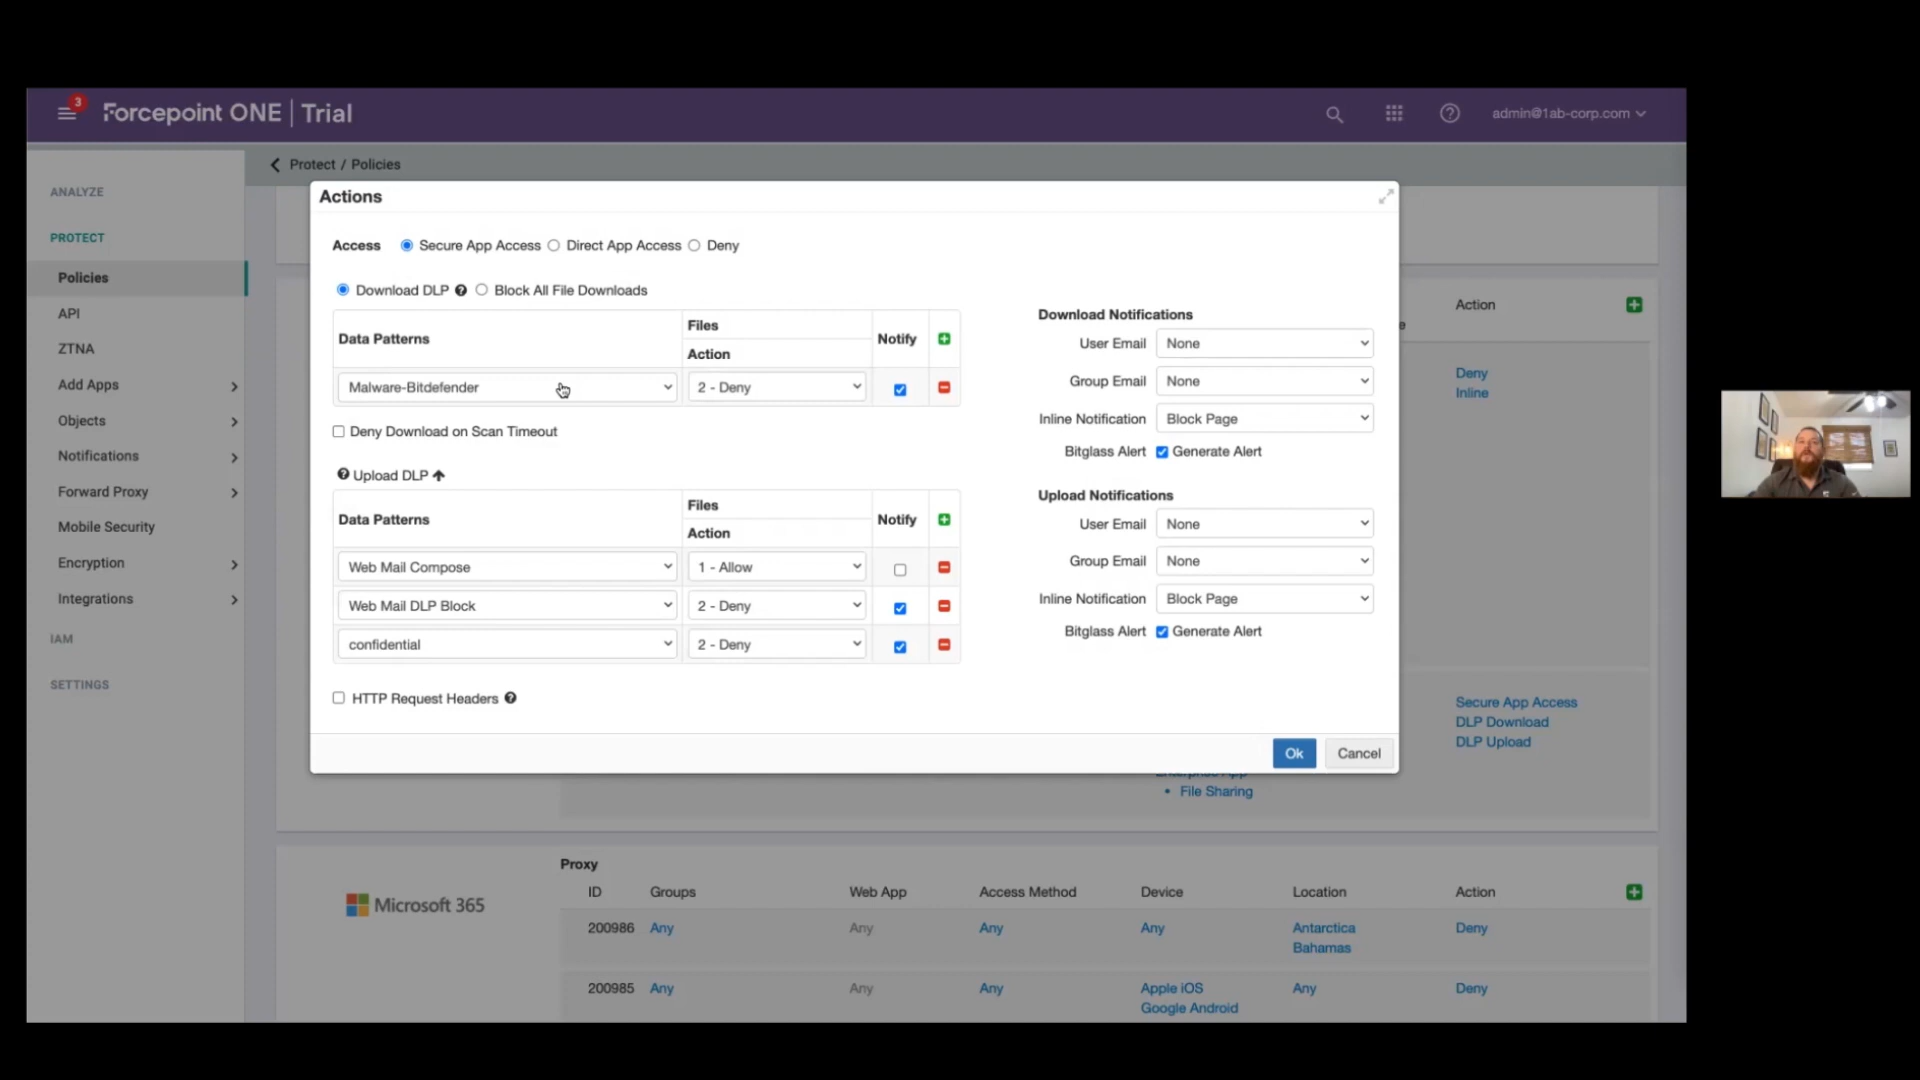 3
Forcepoint ONE | Trial
admin@1ab-corp.com
ANALYZE
PROTECT
Policies
API
ZTNA
Add Apps
Objects
Notifications
Forward Proxy
Mobile Security
Encryption
Integrations
IAM
SETTINGS
Protect / Policies
Actions
Access Secure App Access Direct App Access Deny
Download DLP Block All File Downloads
Data Patterns Files Action Notify
Malware-Bitdefender 2 - Deny
Deny Download on Scan Timeout
Upload DLP
Data Patterns Files Action Notify
Web Mail Compose 1 - Allow
Web Mail DLP Block 2 - Deny
confidential 2 - Deny
HTTP Request Headers
Download Notifications
User Email None
Group Email None
Inline Notification Block Page
Bitglass Alert Generate Alert
Upload Notifications
User Email None
Group Email None
Inline Notification Block Page
Bitglass Alert Generate Alert
Ok Cancel
Action
Deny
Inline
Secure App Access
DLP Download
DLP Upload
• File Sharing
Microsoft 365
Proxy
ID Groups Web App Access Method Device Location Action
200986 Any Any Any Any Antarctica Deny
Bahamas
200985 Any Any Any Apple iOS Any Deny
Google Android